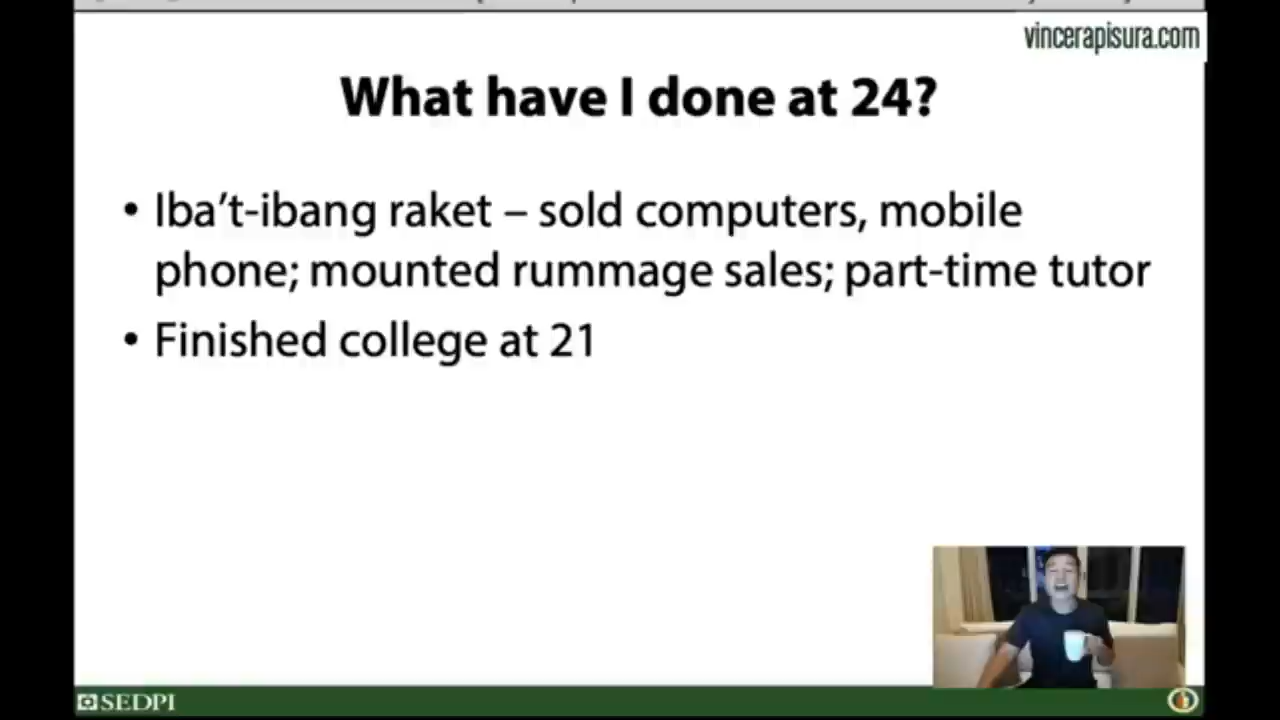 vincerapisura.com
What have I done at 24?
• Iba't-ibang raket – sold computers, mobile
phone; mounted rummage sales; part-time tutor
• Finished college at 21
SEDPI